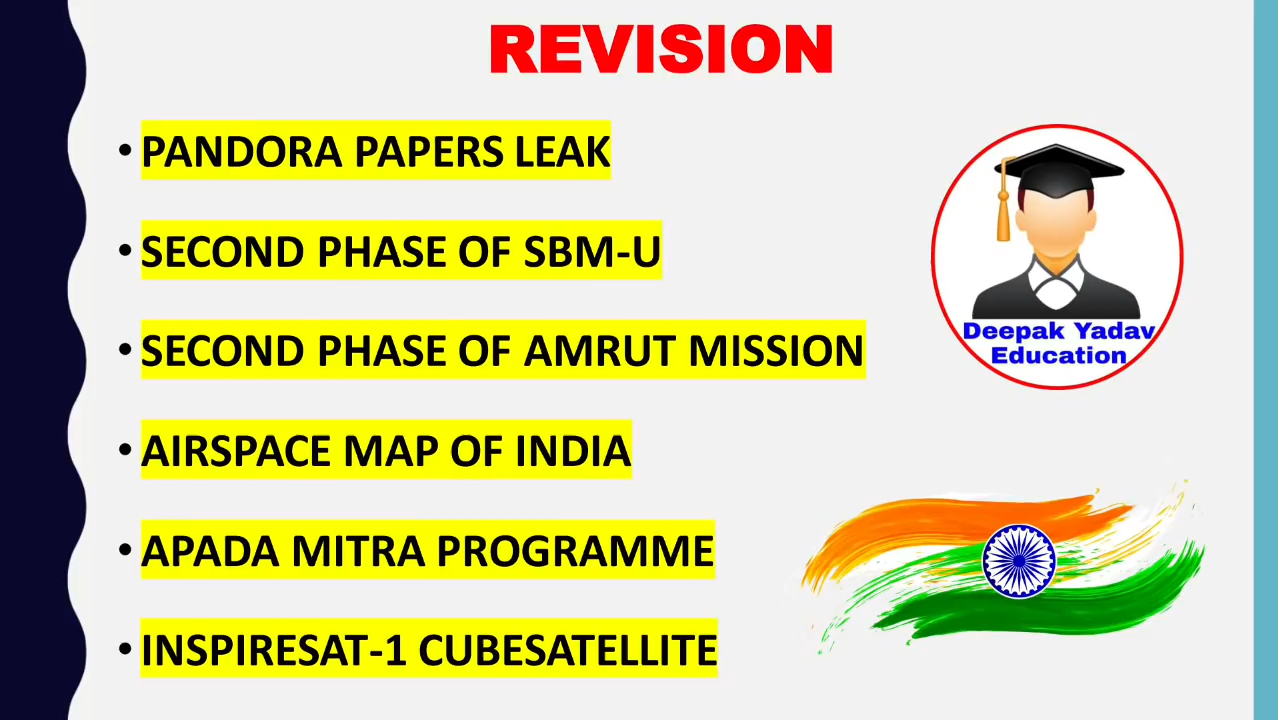 REVISION
• PANDORA PAPERS LEAK
• SECOND PHASE OF SBM-U
• SECOND PHASE OF AMRUT MISSION
• AIRSPACE MAP OF INDIA
• APADA MITRA PROGRAMME
• INSPIRESAT-1 CUBESATELLITE
Deepak Yadav
Education